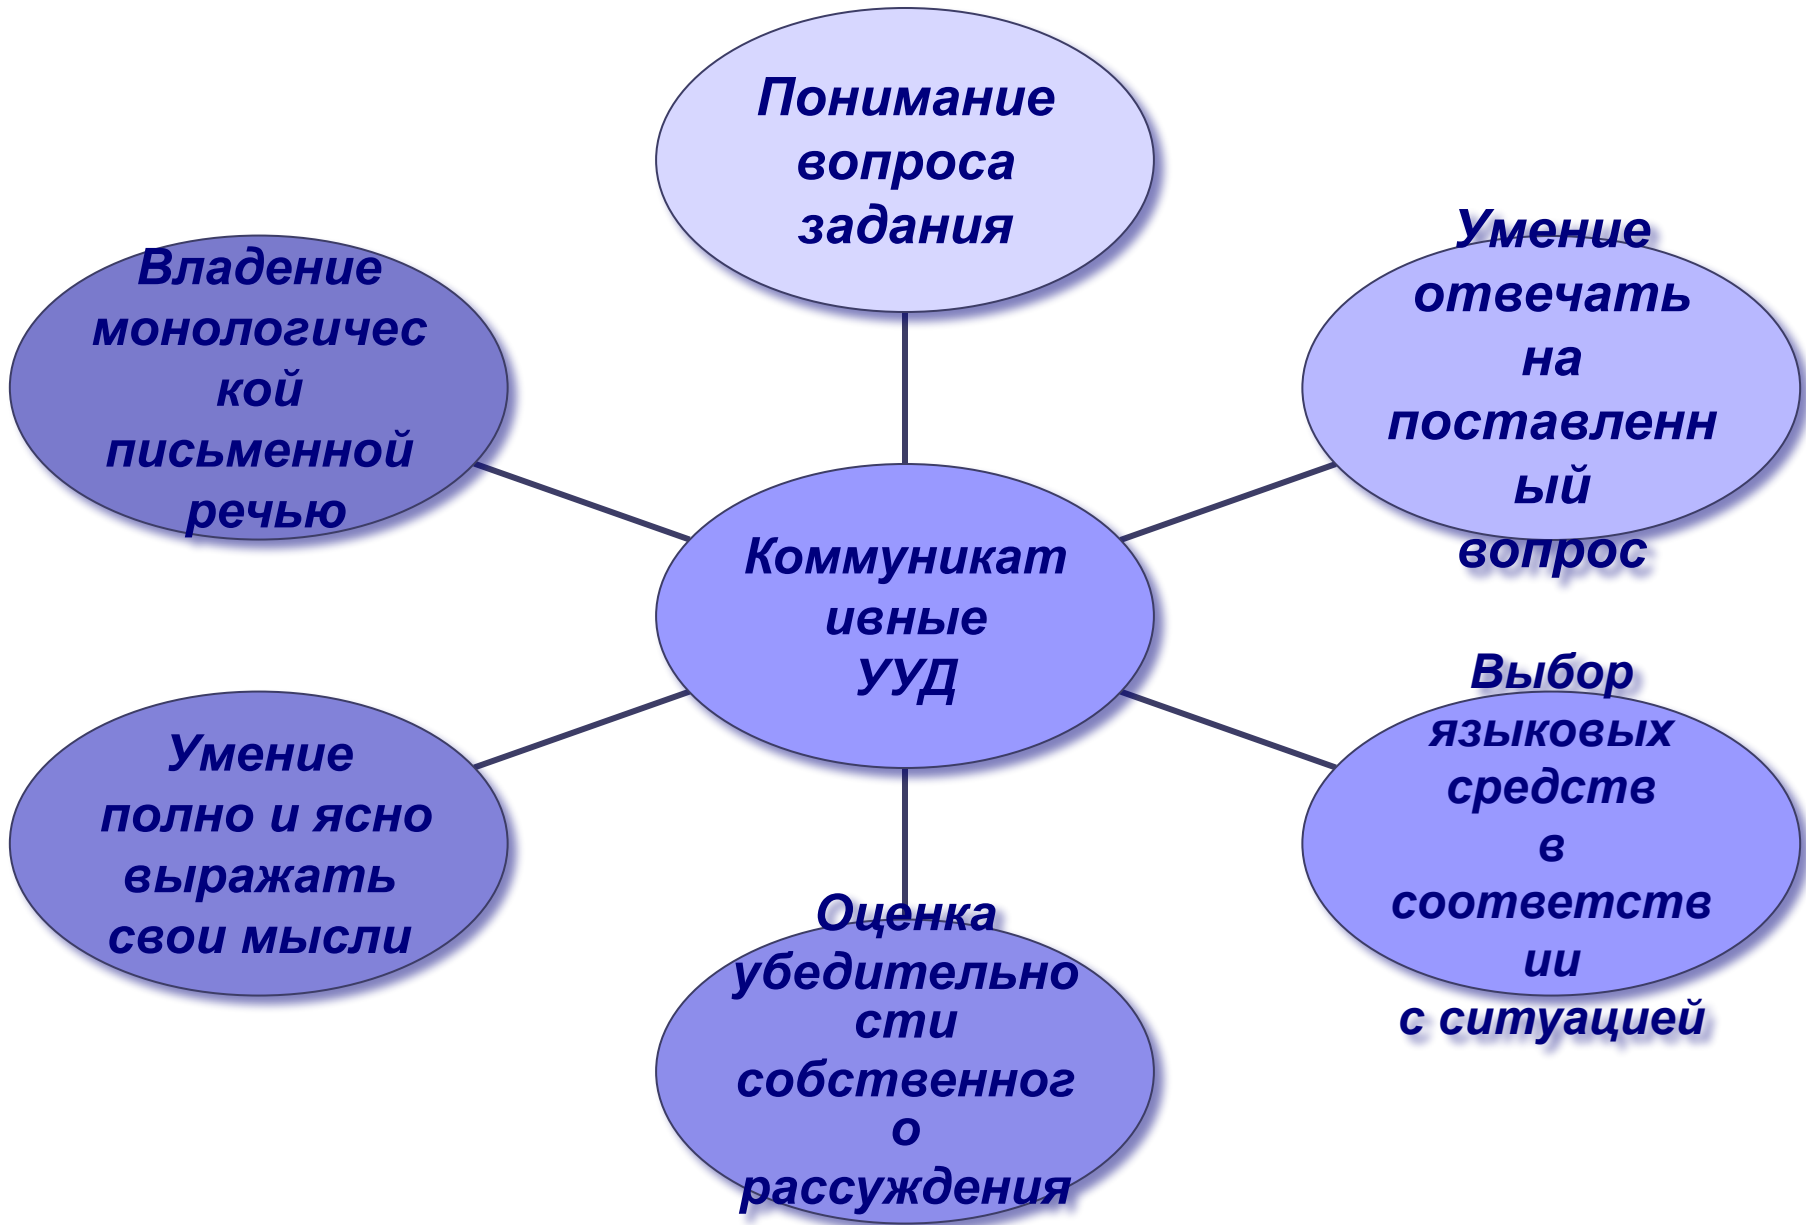 Понимание
вопроса
задания
Умение
отвечать
на
поставленн
ый
вопрос
Владение
монологичес
кой
письменной
речью
Коммуникат
ивные
УУД
Выбор
языковых
средств
в
соответств
ии
с ситуацией
Умение
полно и ясно
выражать
свои мысли
Оценка
убедительно
сти
собственног
о
рассуждения